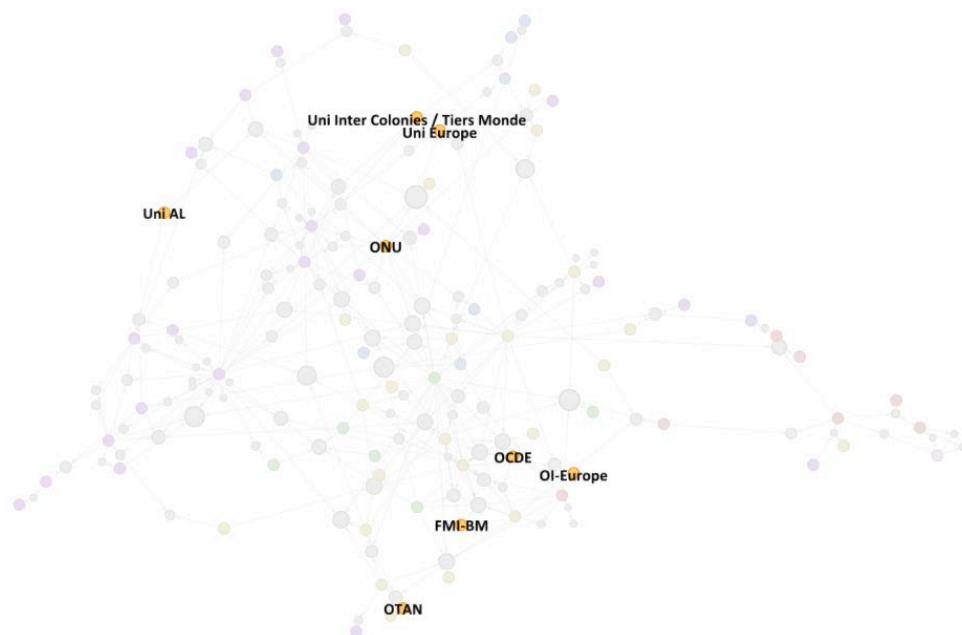 Uni Inter Colonies / Tiers Monde
Uni Europe
Uni AL
ONU
OCDE
OI-Europe
FMI-BM
OTAN